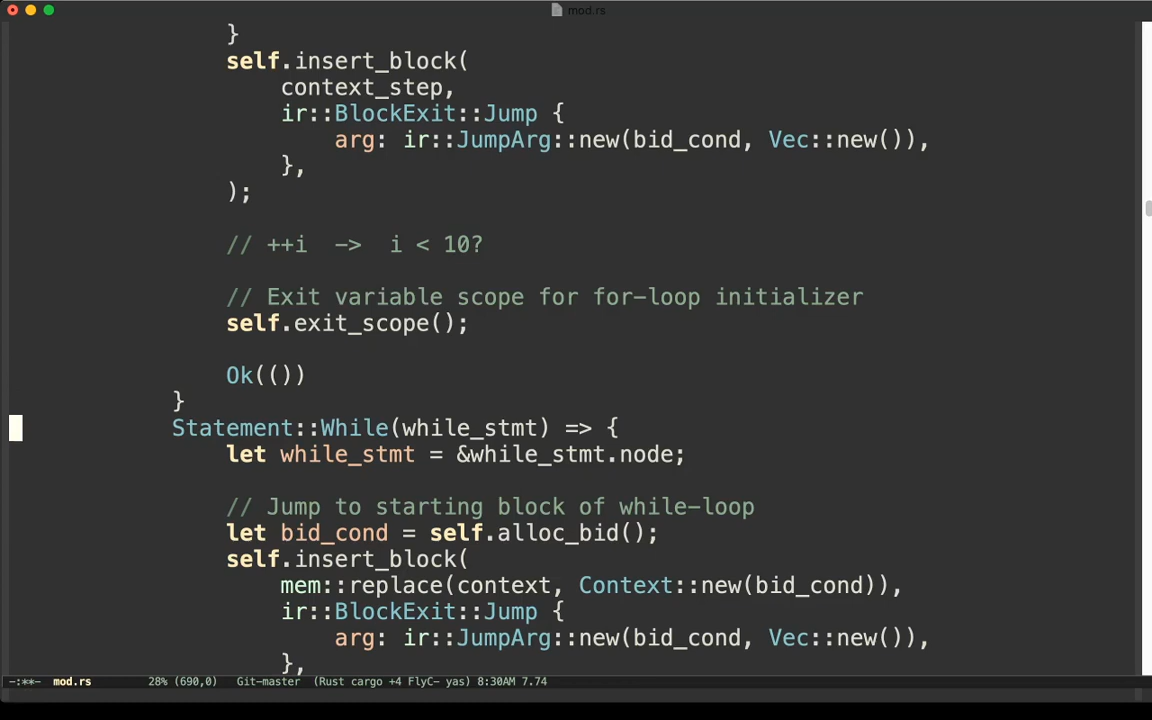 mod.rs
}
self.insert_block(
context_step,
ir::BlockExit::Jump {
arg: ir::JumpArg::new(bid_cond, Vec::new()),
},
);
// ++i  ->  i < 10?
// Exit variable scope for for-loop initializer
self.exit_scope();
Ok(())
}
Statement::While(while_stmt) => {
let while_stmt = &while_stmt.node;
// Jump to starting block of while-loop
let bid_cond = self.alloc_bid();
self.insert_block(
mem::replace(context, Context::new(bid_cond)),
ir::BlockExit::Jump {
arg: ir::JumpArg::new(bid_cond, Vec::new()),
},
-:**-  mod.rs  28% (690,0)  Git-master  (Rust cargo +4 FlyC- yas) 8:30AM 7.74